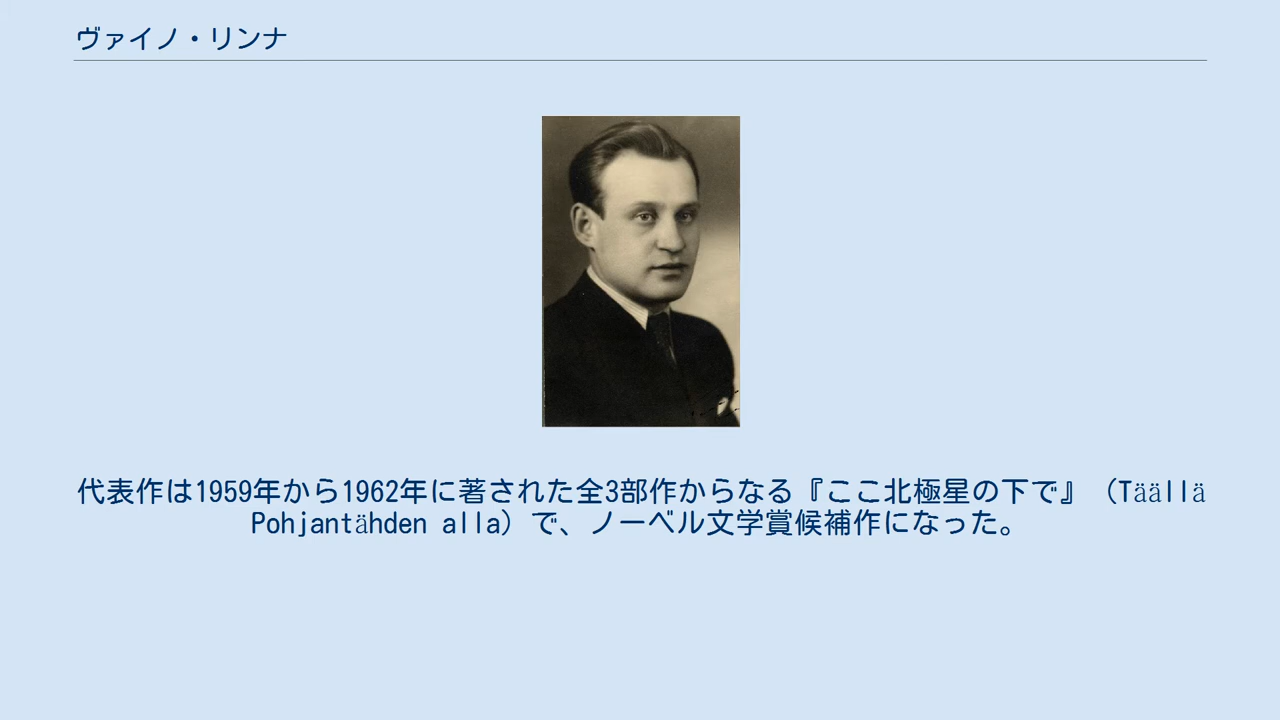 ヴァイノ・リンナ
代表作は1959年から1962年に著された全3部作からなる『ここ北極星の下で』（Täällä
Pohjantähden alla）で、ノーベル文学賞候補作になった。